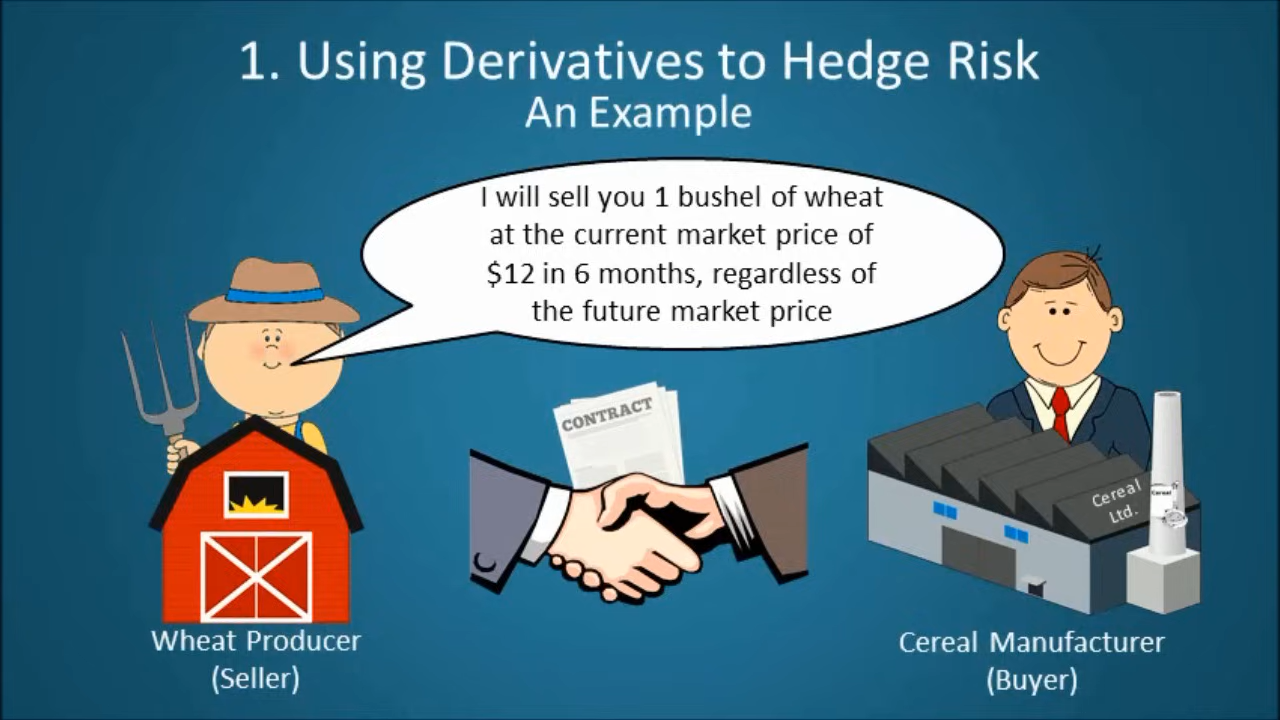 1. Using Derivatives to Hedge Risk
An Example
I will sell you 1 bushel of wheat
at the current market price of
$12 in 6 months, regardless of
the future market price
CONTRACT
Cereal
Ltd.
Cereal
Wheat Producer
(Seller)
Cereal Manufacturer
(Buyer)